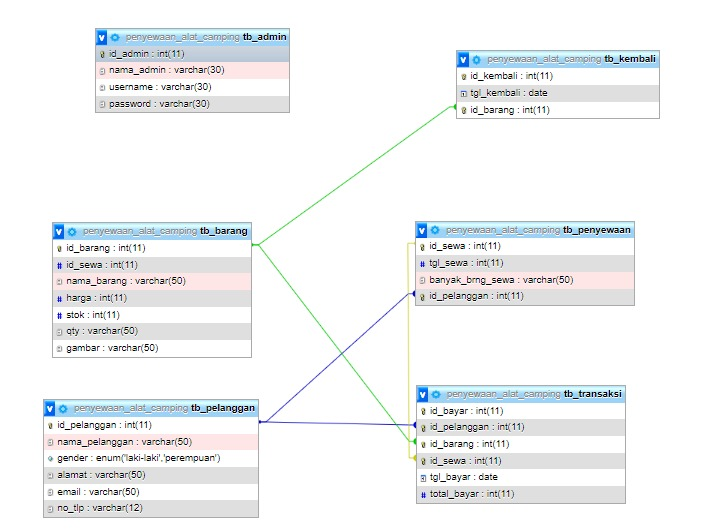 penyewaan_alat_camping tb_admin
id_admin : int(11)
nama_admin : varchar(30)
username : varchar(30)
password : varchar(30)
penyewaan_alat_camping tb_kembali
id_kembali : int(11)
tgl_kembali : date
id_barang : int(11)
penyewaan_alat_camping tb_barang
id_barang : int(11)
id_sewa : int(11)
nama_barang : varchar(50)
harga : int(11)
stok : int(11)
qty : varchar(50)
gambar : varchar(50)
penyewaan_alat_camping tb_penyewaan
id_sewa : int(11)
tgl_sewa : int(11)
banyak_brng_sewa : varchar(50)
id_pelanggan : int(11)
penyewaan_alat_camping tb_pelanggan
id_pelanggan : int(11)
nama_pelanggan : varchar(50)
gender : enum('laki-laki','perempuan')
alamat : varchar(50)
email : varchar(50)
no_tlp : varchar(12)
penyewaan_alat_camping tb_transaksi
id_bayar : int(11)
id_pelanggan : int(11)
id_barang : int(11)
id_sewa : int(11)
tgl_bayar : date
total_bayar : int(11)